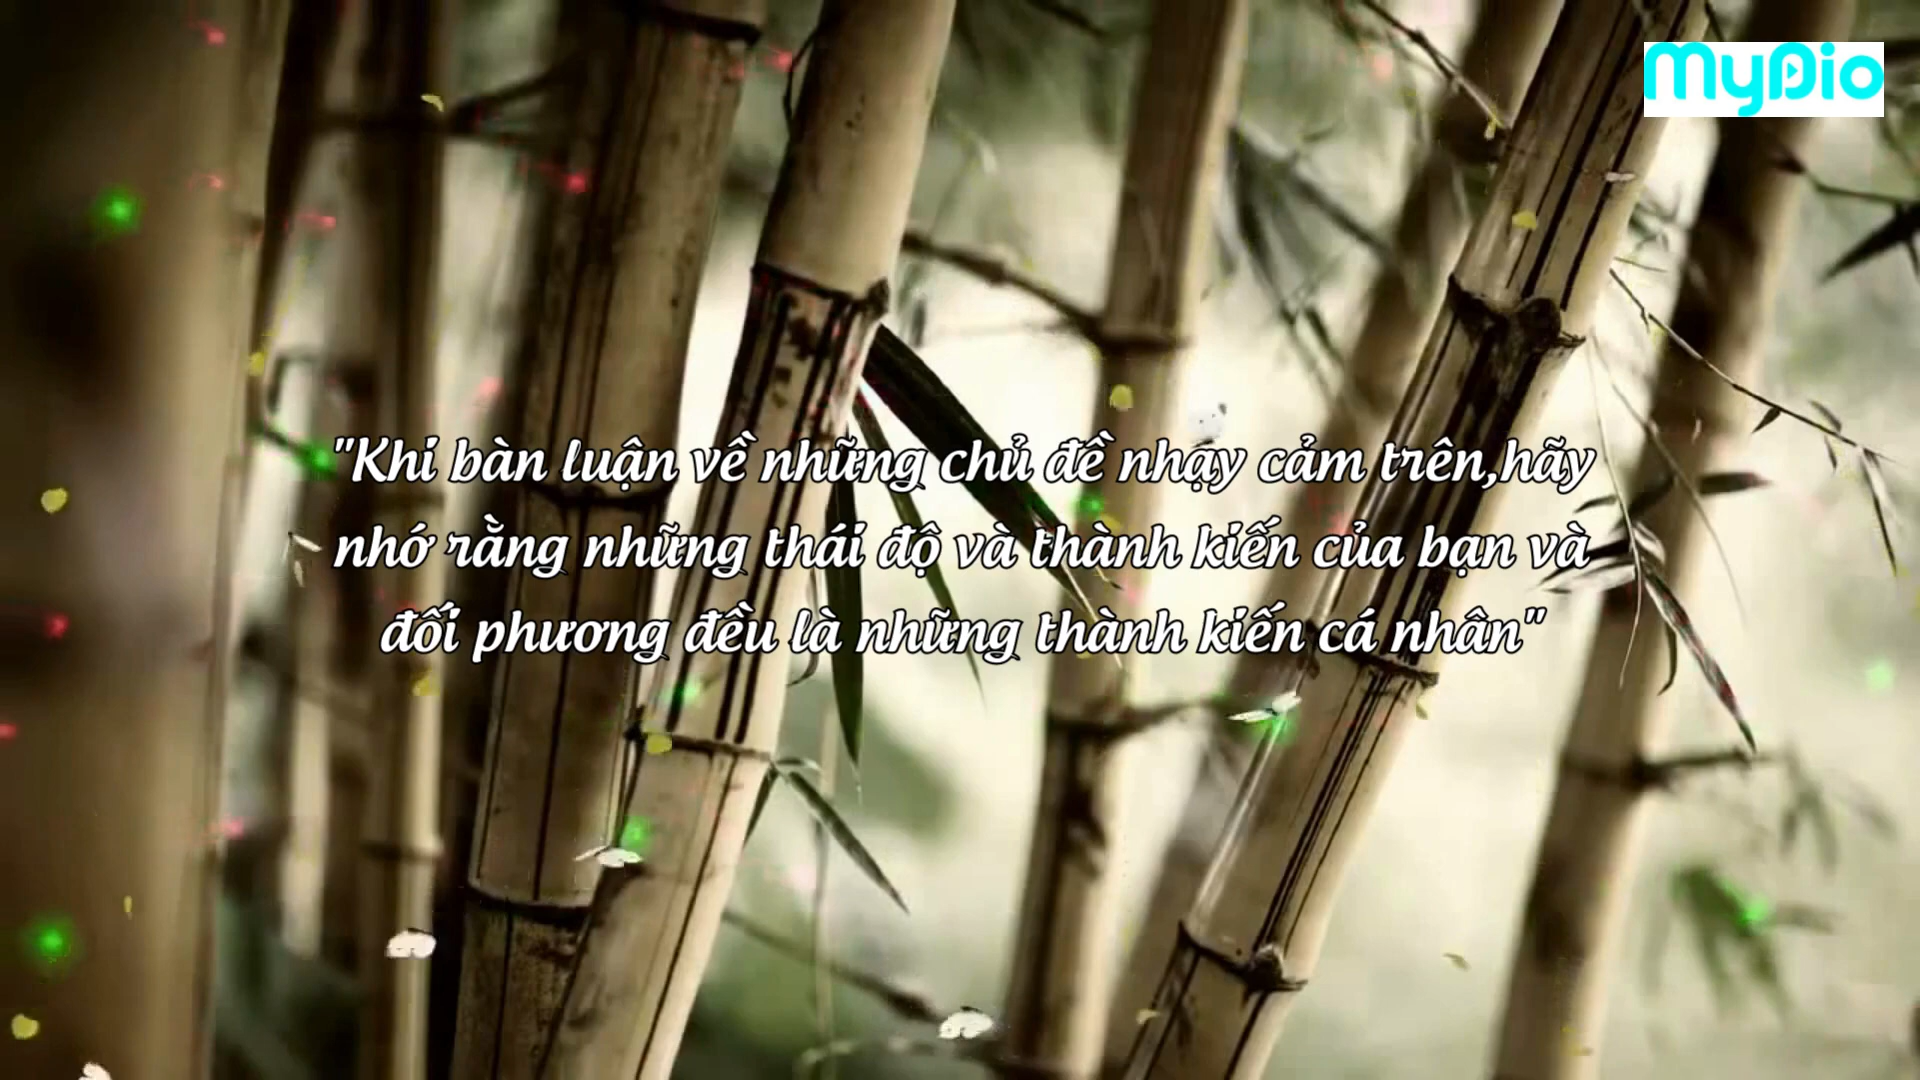 MyDio
"Khi bàn luận về những chủ đề nhạy cảm trên,hãy
nhớ rằng những thái độ và thành kiến của bạn và
đối phương đều là những thành kiến cá nhân"